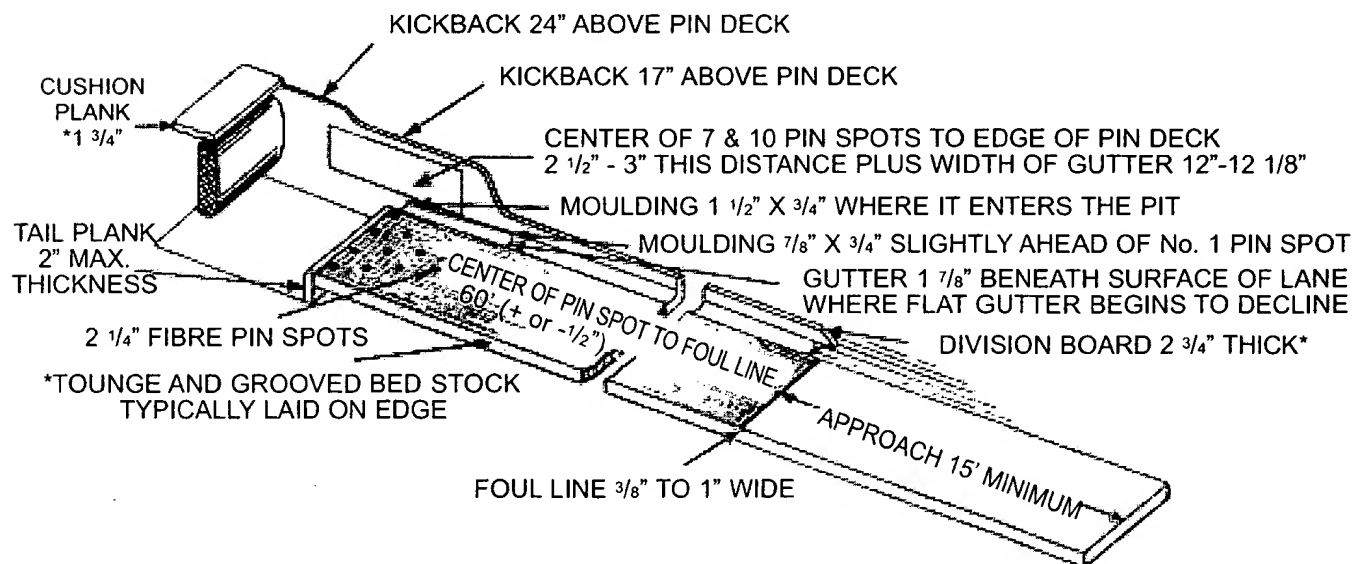 KICKBACK 24" ABOVE PIN DECK
KICKBACK 17" ABOVE PIN DECK
CUSHION
PLANK
*1 3/4"
CENTER OF 7 & 10 PIN SPOTS TO EDGE OF PIN DECK
2 1/2" - 3" THIS DISTANCE PLUS WIDTH OF GUTTER 12"-12 1/8"
MOULDING 1 1/2" X 3/4" WHERE IT ENTERS THE PIT
TAIL PLANK
2" MAX.
THICKNESS
MOULDING 7/8" X 3/4" SLIGHTLY AHEAD OF No. 1 PIN SPOT
GUTTER 1 7/8" BENEATH SURFACE OF LANE
WHERE FLAT GUTTER BEGINS TO DECLINE
CENTER OF PIN SPOT TO FOUL LINE
60' (+ or -1/2")
2 1/4" FIBRE PIN SPOTS
DIVISION BOARD 2 3/4" THICK*
*TOUNGE AND GROOVED BED STOCK
TYPICALLY LAID ON EDGE
APPROACH 15' MINIMUM
FOUL LINE 3/8" TO 1" WIDE